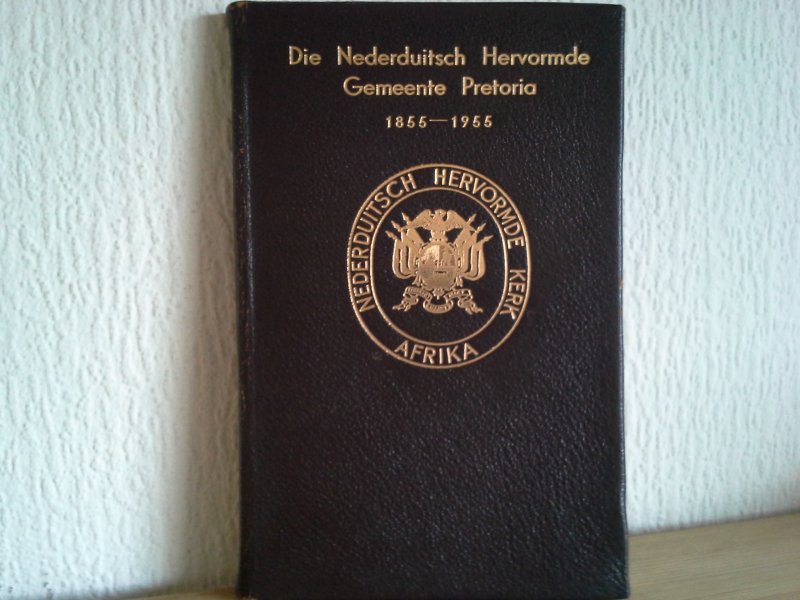 Die Nederduitsch Hervormde
Gemeente Pretoria
1855—1955
NEDERDUITSCH HERVORMDE KERK
AFRIKA